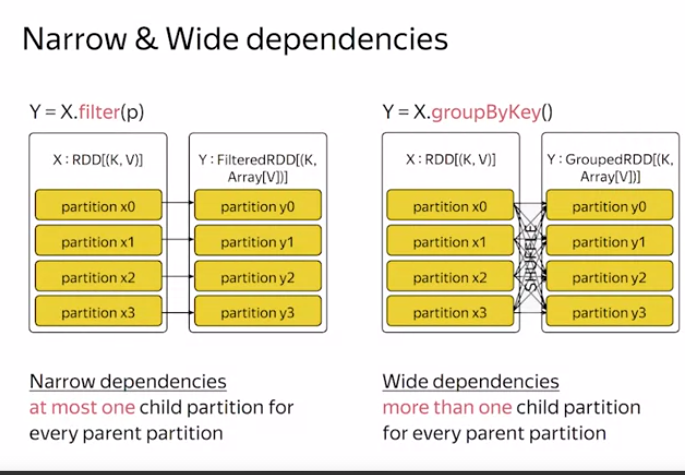 Narrow & Wide dependencies
Y = X.filter(p)
X : RDD[(K, V)]
Y : FilteredRDD[(K,
Array[V])]
partition x0
partition y0
partition x1
partition y1
partition x2
partition y2
partition x3
partition y3
Narrow dependencies
at most one child partition for
every parent partition
Y = X.groupByKey()
X : RDD[(K, V)]
Y : GroupedRDD[(K,
Array[V])]
partition x0
partition y0
partition x1
partition y1
SHUFFLE
partition x2
partition y2
partition x3
partition y3
Wide dependencies
more than one child partition
for every parent partition